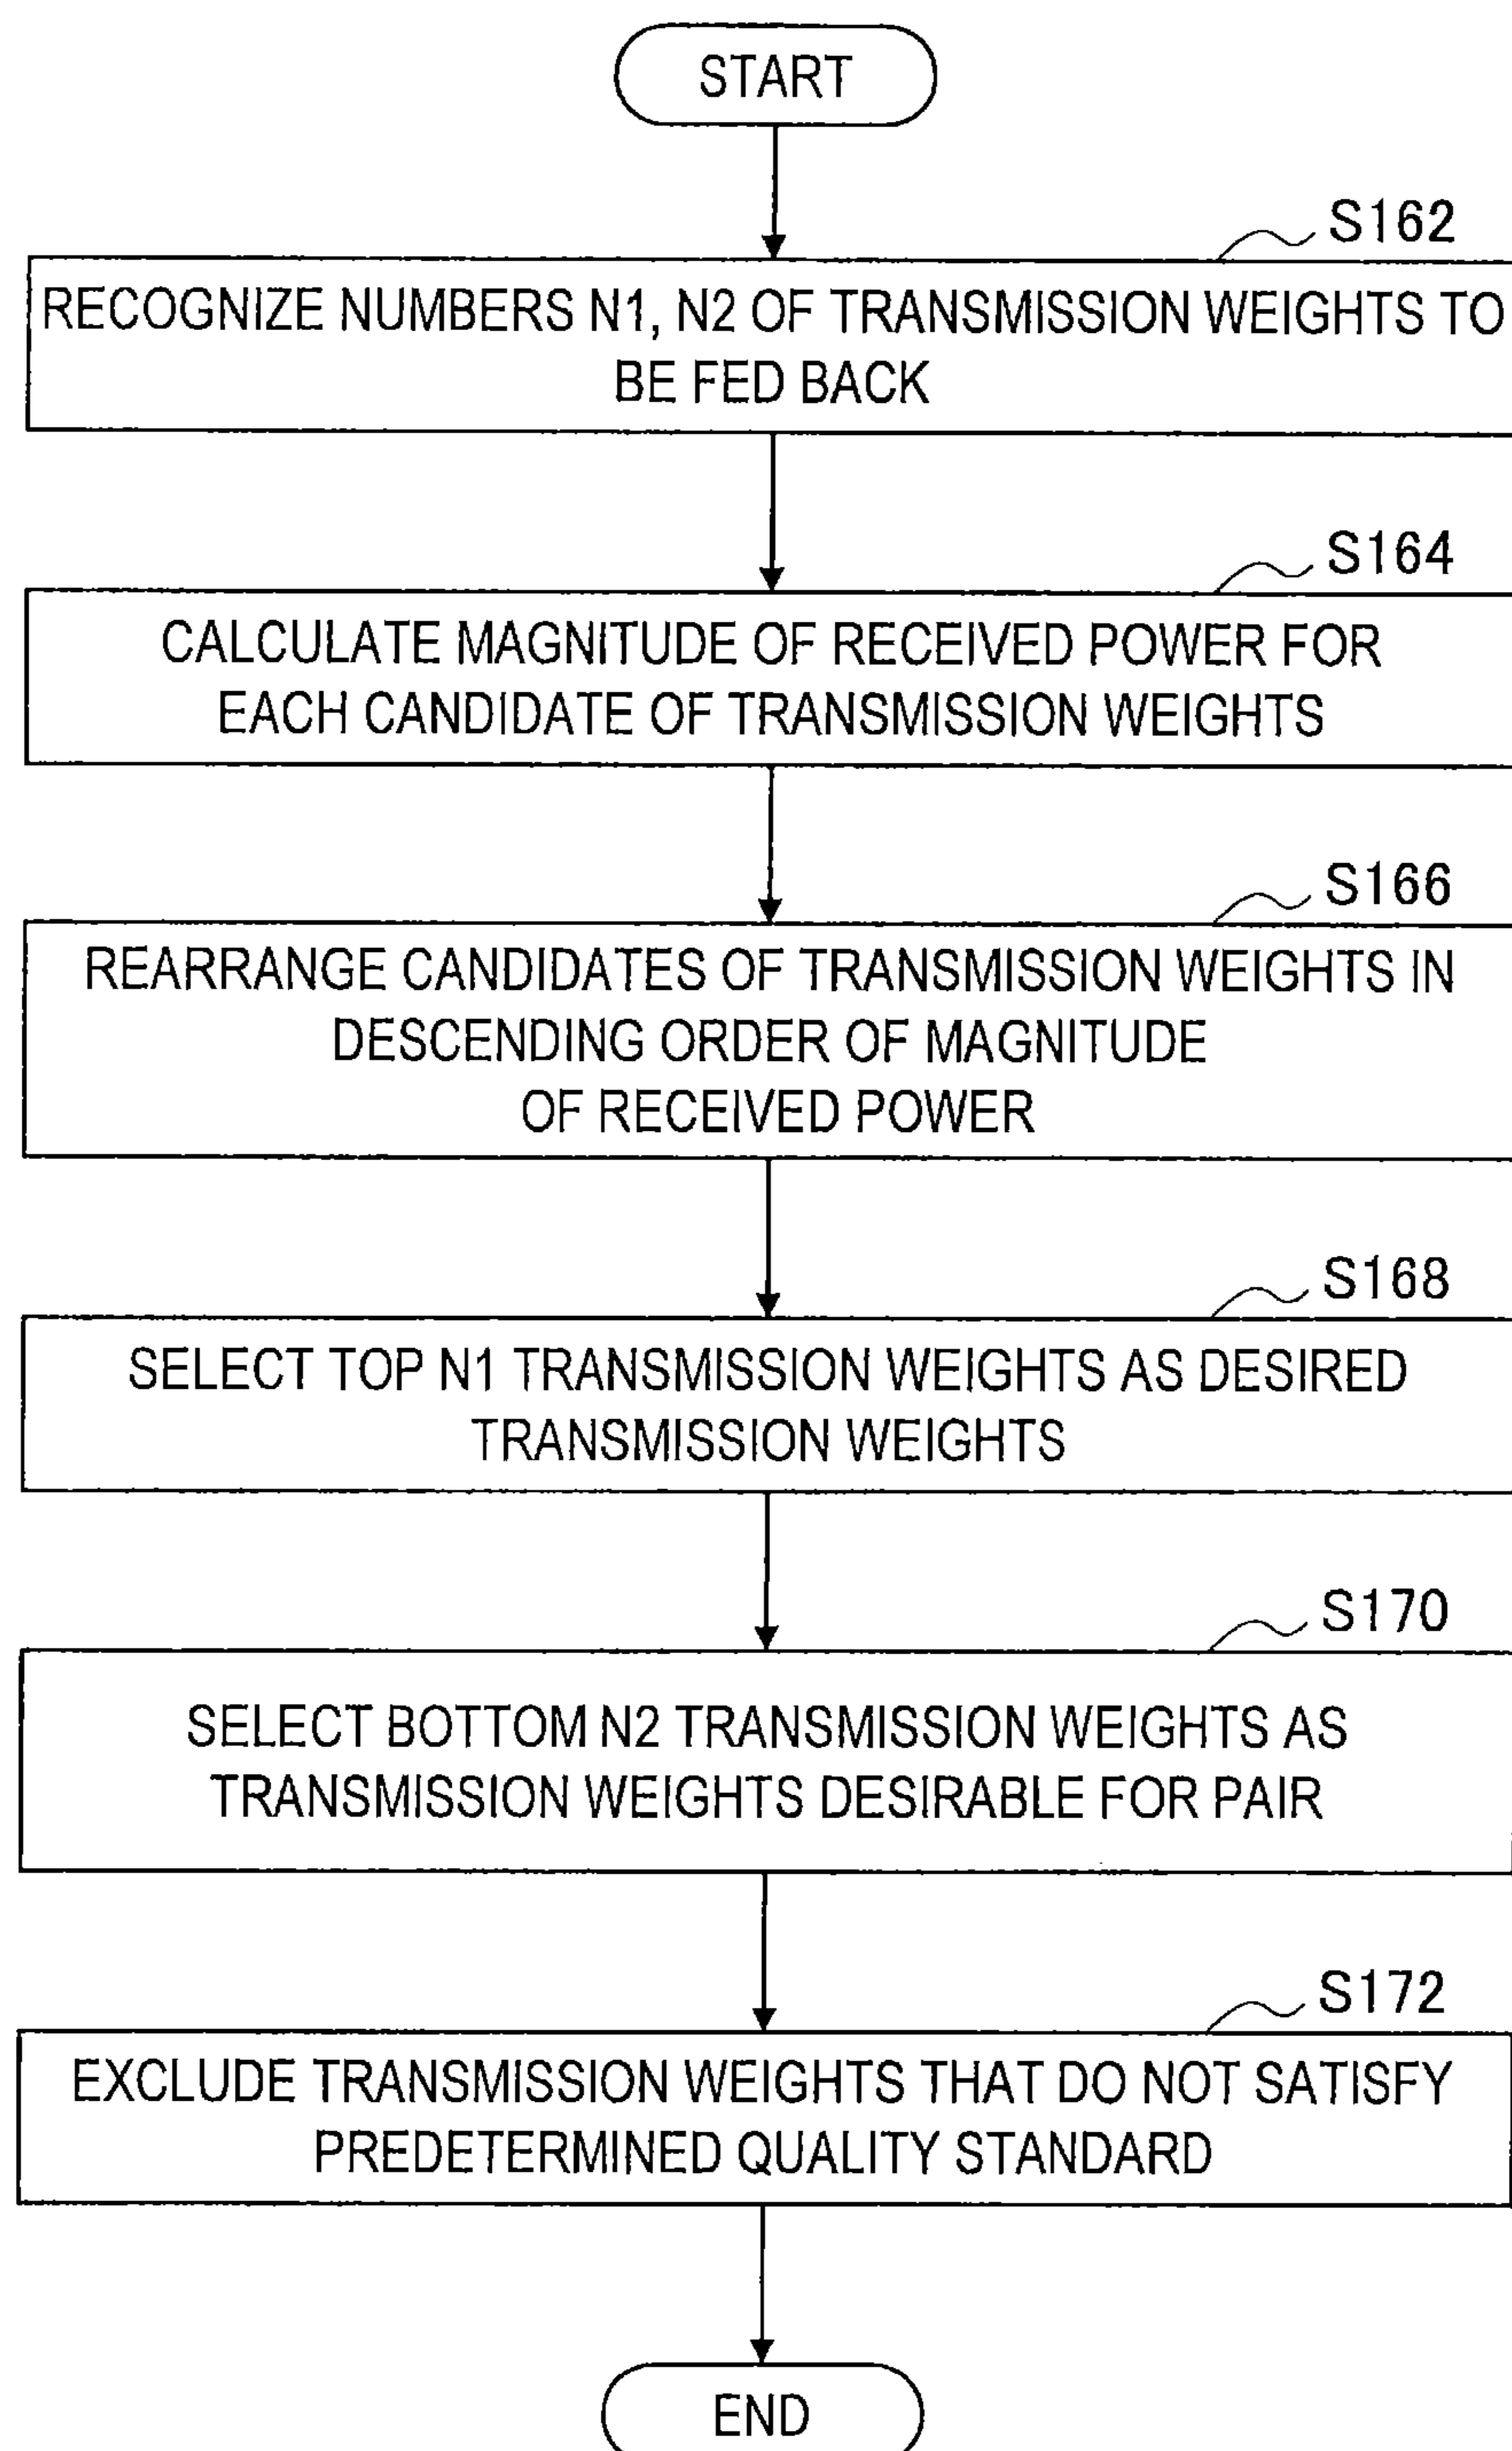 START
S162
RECOGNIZE NUMBERS N1, N2 OF TRANSMISSION WEIGHTS TO
BE FED BACK
S164
CALCULATE MAGNITUDE OF RECEIVED POWER FOR
EACH CANDIDATE OF TRANSMISSION WEIGHTS
S166
REARRANGE CANDIDATES OF TRANSMISSION WEIGHTS IN
DESCENDING ORDER OF MAGNITUDE
OF RECEIVED POWER
S168
SELECT TOP N1 TRANSMISSION WEIGHTS AS DESIRED
TRANSMISSION WEIGHTS
S170
SELECT BOTTOM N2 TRANSMISSION WEIGHTS AS
TRANSMISSION WEIGHTS DESIRABLE FOR PAIR
S172
EXCLUDE TRANSMISSION WEIGHTS THAT DO NOT SATISFY
PREDETERMINED QUALITY STANDARD
END